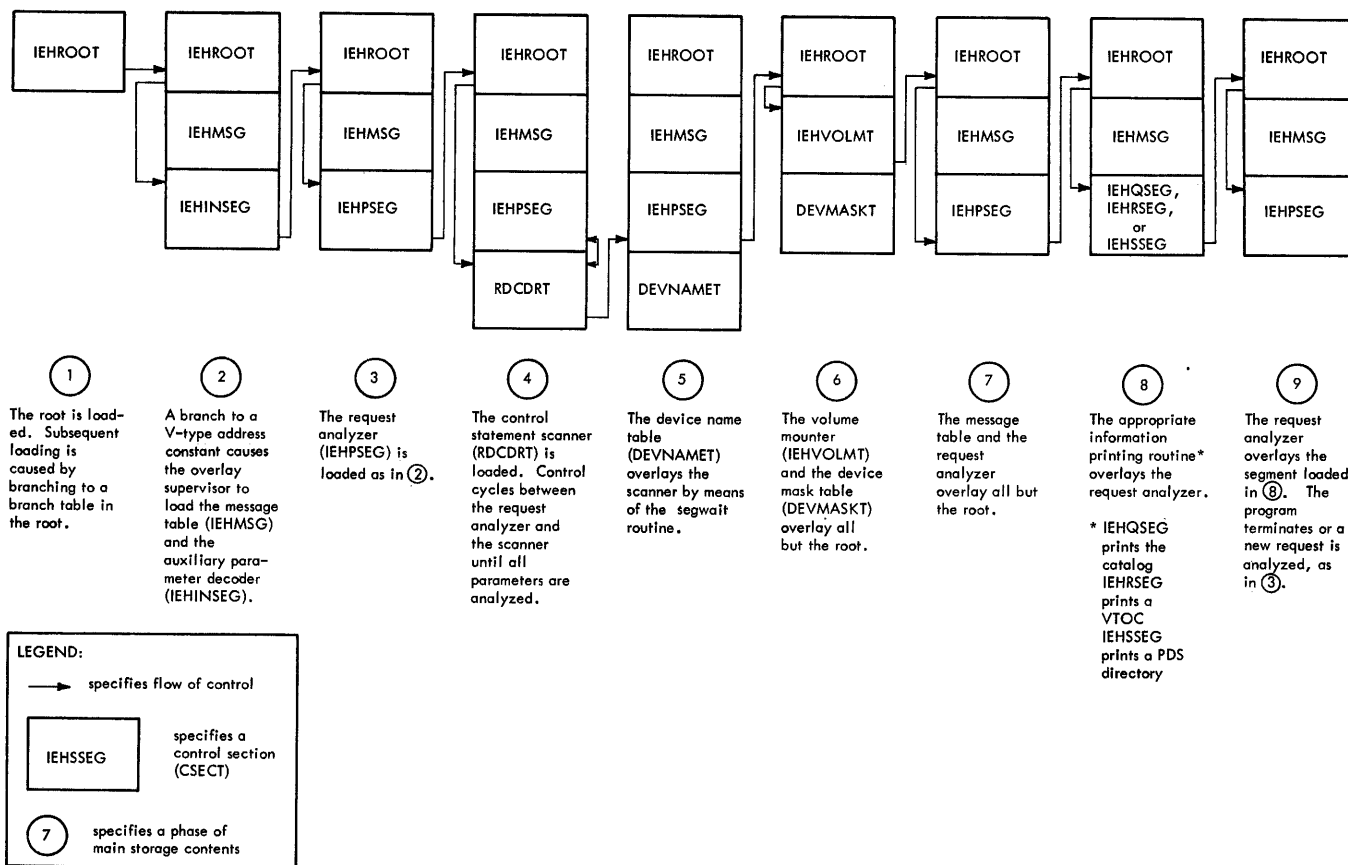 IEHROOT
IEHROOT
IEHMSG
IEHINSEG
IEHROOT
IEHMSG
IEHPSEG
IEHROOT
IEHMSG
IEHPSEG
RDCDRT
IEHROOT
IEHMSG
IEHPSEG
DEVNAMET
IEHROOT
IEHVOLMT
DEVMASKT
IEHROOT
IEHMSG
IEHPSEG
IEHROOT
IEHMSG
IEHQSEG,
IEHRSEG,
or
IEHSSEG
IEHROOT
IEHMSG
IEHPSEG
1
The root is load-
ed. Subsequent
loading is
caused by
branching to a
branch table in
the root.
2
A branch to a
V-type address
constant causes
the overlay
supervisor to
load the message
table (IEHMSG)
and the
auxiliary para-
meter decoder
(IEHINSEG).
3
The request
analyzer
(IEHPSEG) is
loaded as in 2.
4
The control
statement scanner
(RDCDRT) is
loaded. Control
cycles between
the request
analyzer and
the scanner
until all
parameters are
analyzed.
5
The device name
table
(DEVNAMET)
overlays the
scanner by means
of the segwait
routine.
6
The volume
mounter
(IEHVOLMT)
and the device
mask table
(DEVMASKT)
overlay all
but the root.
7
The message
table and the
request
analyzer
overlay all but
the root.
8
The appropriate
information
printing routine*
overlays the
request analyzer.
* IEHQSEG
prints the
catalog
IEHRSEG
prints a
VTOC
IEHSSEG
prints a PDS
directory
9
The request
analyzer
overlays the
segment loaded
in 8. The
program
terminates or a
new request is
analyzed, as
in 3.
LEGEND:
specifies flow of control
IEHSSEG
specifies a
control section
(CSECT)
7
specifies a phase of
main storage contents